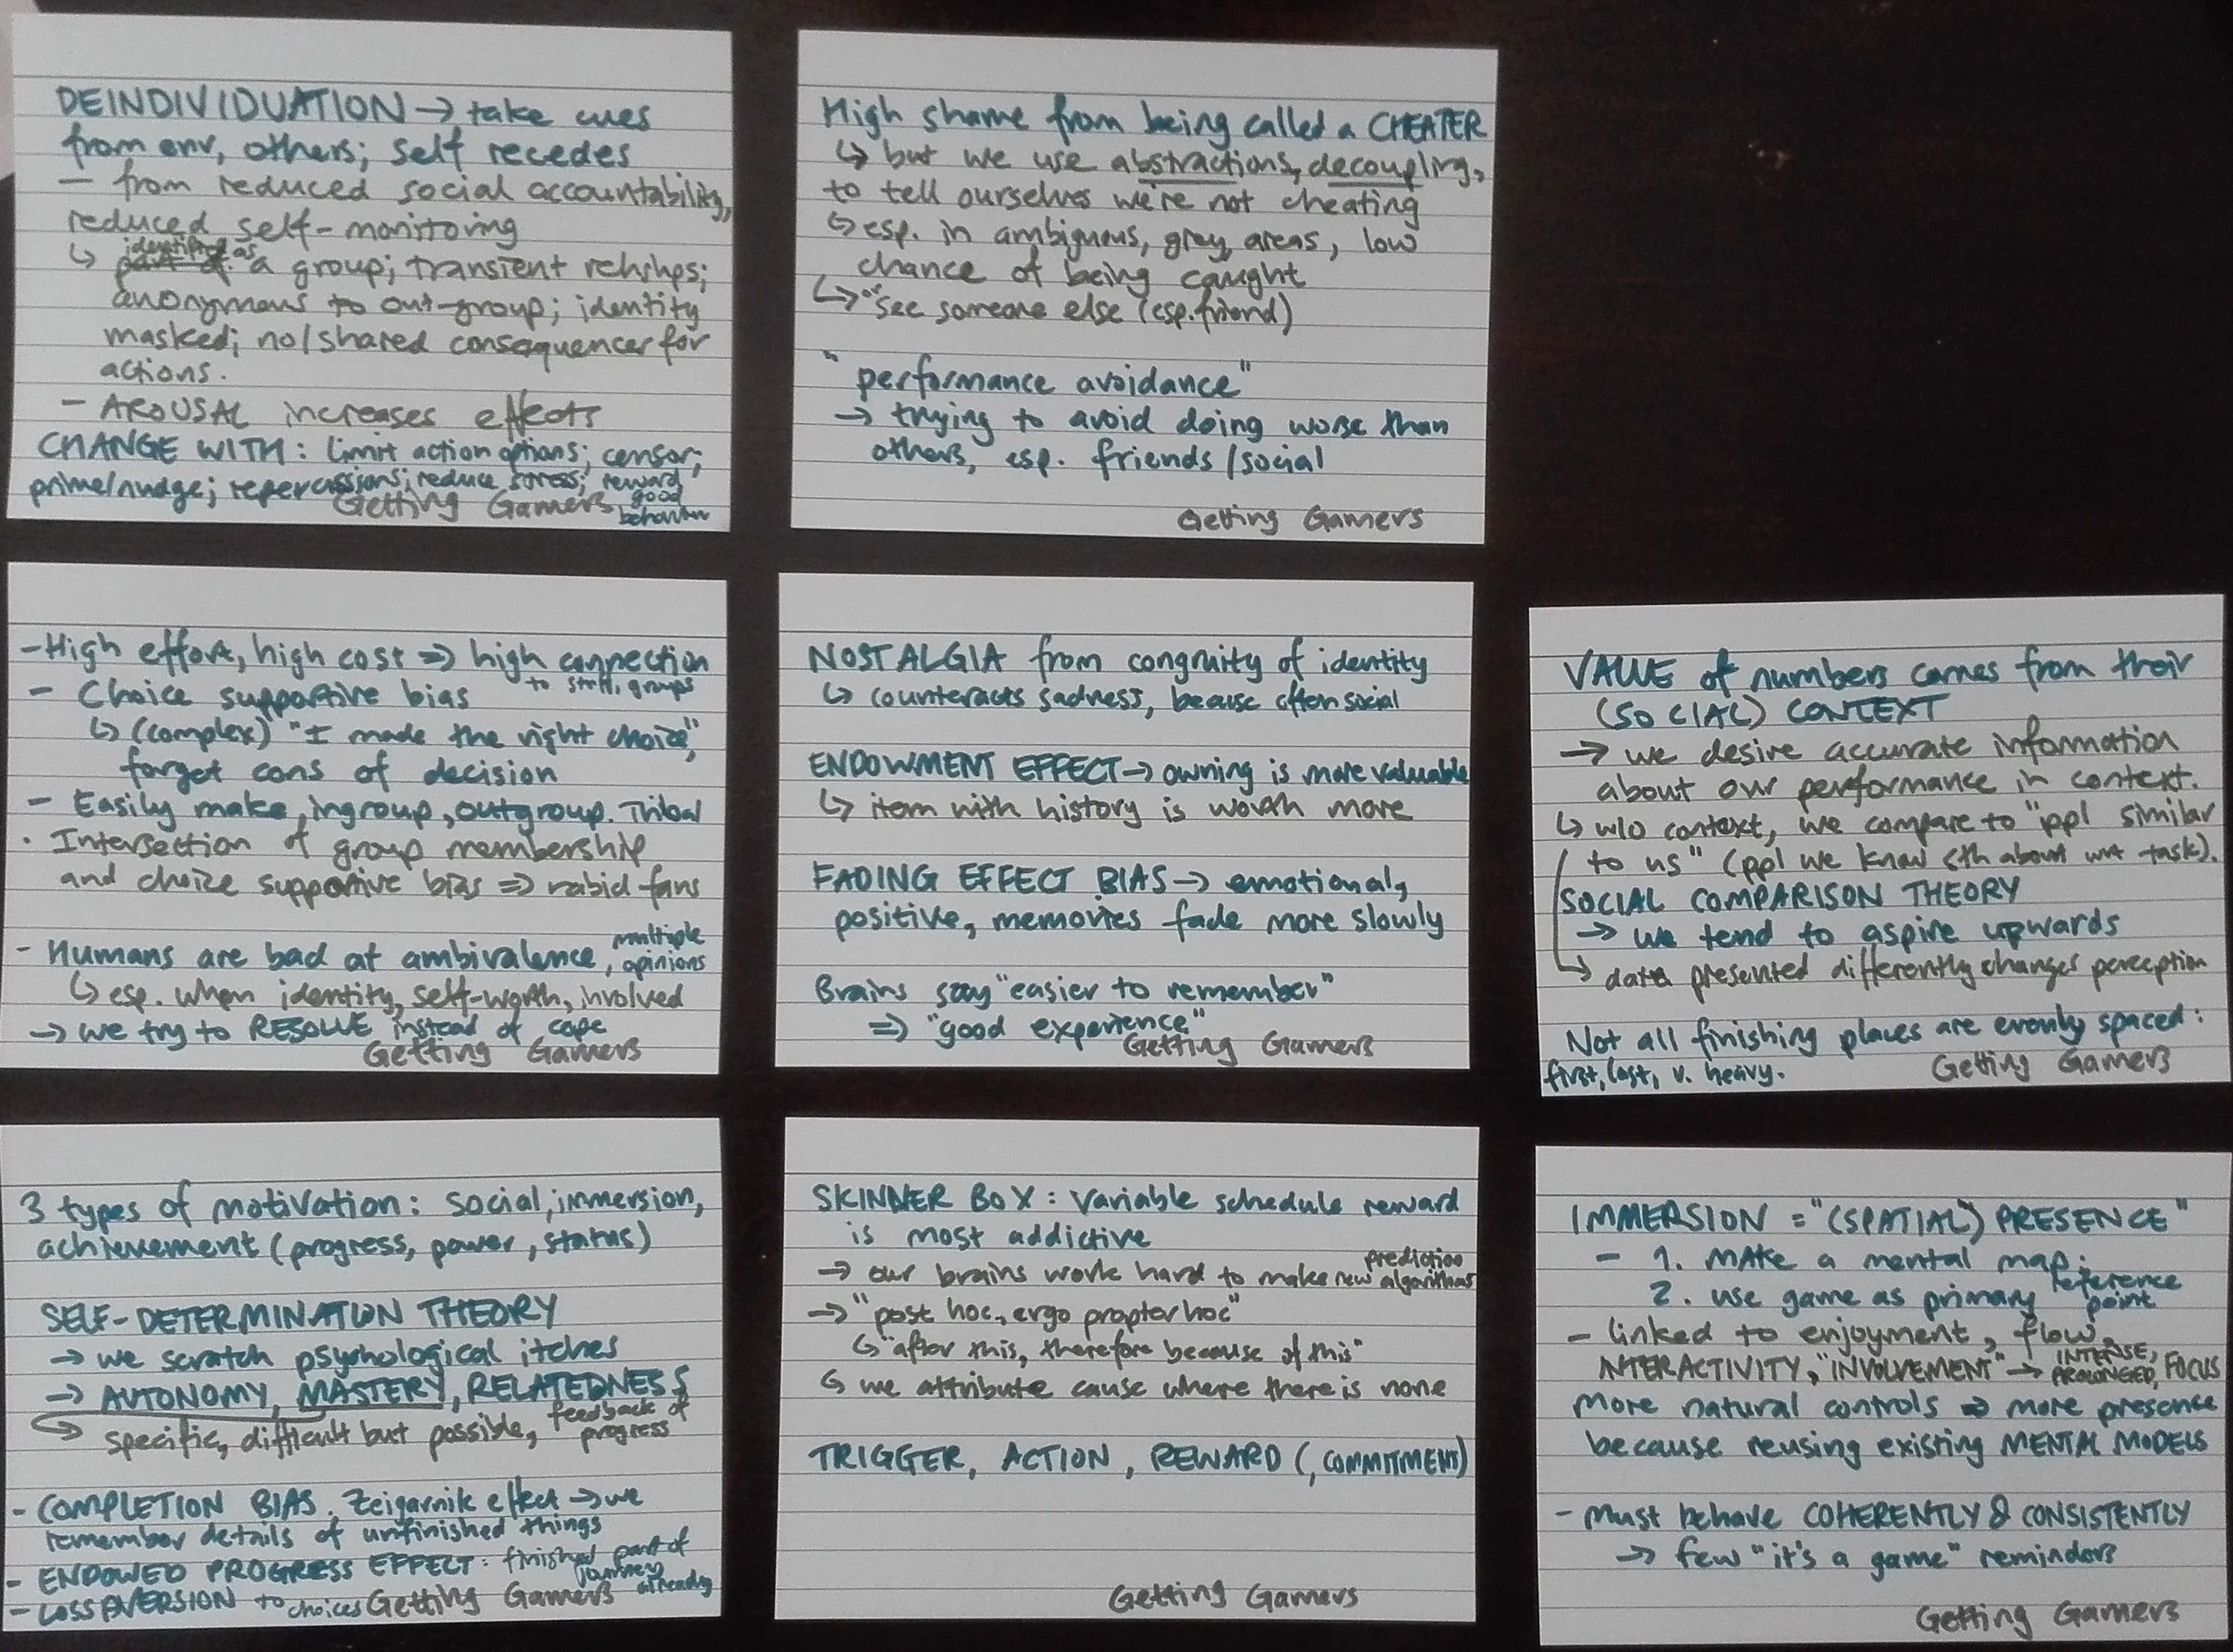 DEINDIVIDUATION → take cues
from env, others; self recedes
- from reduced social accountability,
reduced self-monitoring
↳ identified as a group; transient relnshps;
anonymous to out-group; identity
masked; no/shared consequences for
actions.
- AROUSAL increases effects
CHANGE WITH: limit action options; censor;
prime/nudge; repercussions; reduce stress; reward
good
behaviour
Getting Gamers
High shame from being called a CHEATER
↳ but we use abstractions, decoupling,
to tell ourselves we're not cheating
↳ esp. in ambiguous, grey areas, low
chance of being caught
↳ "see someone else (esp. friend)
"performance avoidance"
→ trying to avoid doing worse than
others, esp. friends/social
Getting Gamers
- High effort, high cost ⇒ high connection
to stuff, groups
- Choice supportive bias
↳ (complex) "I made the right choice",
forget cons of decision
- Easily make ingroup, outgroup. Tribal
· Intersection of group membership
and choice supportive bias ⇒ rabid fans
- Humans are bad at ambivalence, multiple
opinions
↳ esp. when identity, self-worth, involved
→ we try to RESOLVE instead of cope
Getting Gamers
NOSTALGIA from congruity of identity
↳ counteracts sadness, because often social
ENDOWMENT EFFECT → owning is more valuable
↳ item with history is worth more
FADING EFFECT BIAS → emotional,
positive, memories fade more slowly
Brains say "easier to remember"
⇒ "good experience"
Getting Gamers
VALUE of numbers comes from their
(SOCIAL) CONTEXT
→ we desire accurate information
about our performance in context.
↳ w/o context, we compare to "ppl similar
to us" (ppl we know sth about wrt task).
SOCIAL COMPARISON THEORY
→ we tend to aspire upwards
↳ data presented differently changes perception
Not all finishing places are evenly spaced:
first, last, v. heavy.
Getting Gamers
3 types of motivation: social, immersion,
achievement (progress, power, status)
SELF-DETERMINATION THEORY
→ we scratch psychological itches
→ AUTONOMY, MASTERY, RELATEDNESS
↳ specific, difficult but possible, feedback of
progress
- COMPLETION BIAS. Zeigarnik effect → we
remember details of unfinished things
- ENDOWED PROGRESS EFFECT: finished part of
journey
already
- LOSS AVERSION to choices
Getting Gamers
SKINNER BOX: Variable schedule reward
is most addictive
→ our brains work hard to make new prediction
algorithms
→ "post hoc, ergo propter hoc"
↳ "after this, therefore because of this"
↳ we attribute cause where there is none
TRIGGER, ACTION, REWARD (, COMMITMENT)
Getting Gamers
IMMERSION = "(SPATIAL) PRESENCE"
- 1. MAKE a mental map;
2. use game as primary reference
point
- linked to enjoyment, flow,
INTERACTIVITY, "INVOLVEMENT" → INTENSE,
PROLONGED, FOCUS
More natural controls ⇒ more presence
because reusing existing MENTAL MODELS
- Must behave COHERENTLY & CONSISTENTLY
→ few "it's a game" reminders
Getting Gamers